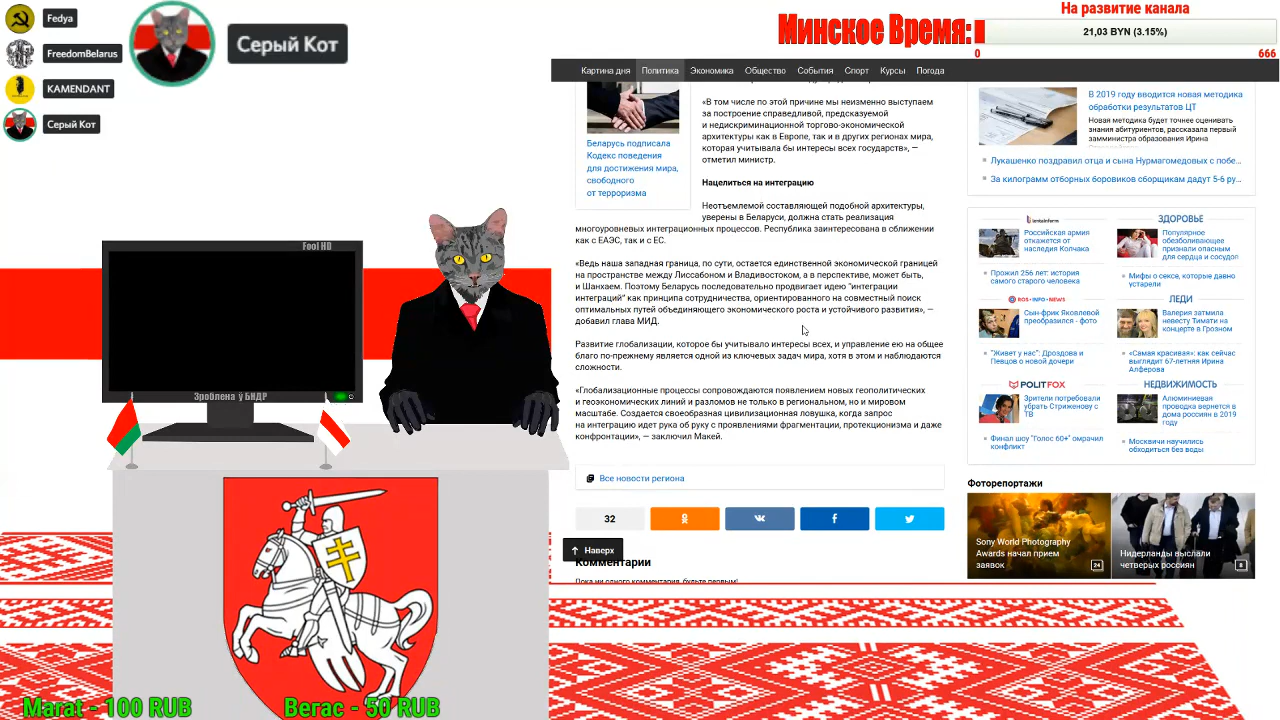 Fedya
FreedomBelarus
KAMENDANT
Серый Кот
Серый Кот
Минское Время:
На развитие канала
21,03 BYN (3.15%)
0
666
Картина дня
Политика
Экономика
Общество
События
Спорт
Курсы
Погода
Беларусь подписала
Кодекс поведения
для достижения мира,
свободного
от терроризма
«В том числе по этой причине мы неизменно выступаем
за построение справедливой, предсказуемой
и недискриминационной торгово-экономической
архитектуры как в Европе, так и в других регионах мира,
которая учитывала бы интересы всех государств», —
отметил министр.
Нацелиться на интеграцию
Неотъемлемой составляющей подобной архитектуры,
уверены в Беларуси, должна стать реализация
многоуровневых интеграционных процессов. Республика заинтересована в сближении
как с ЕАЭС, так и с ЕС.
«Ведь наша западная граница, по сути, остается единственной экономической границей
на пространстве между Лиссабоном и Владивостоком, а в перспективе, может быть,
и Шанхаем. Поэтому Беларусь последовательно продвигает идею "интеграции
интеграций" как принципа сотрудничества, ориентированного на совместный поиск
оптимальных путей объединяющего экономического роста и устойчивого развития», —
добавил глава МИД.
Развитие глобализации, которое бы учитывало интересы всех, и управление ею на общее
благо по-прежнему является одной из ключевых задач мира, хотя в этом и наблюдаются
сложности.
«Глобализационные процессы сопровождаются появлением новых геополитических
и геоэкономических линий и разломов не только в региональном, но и мировом
масштабе. Создается своеобразная цивилизационная ловушка, когда запрос
на интеграцию идет рука об руку с проявлениями фрагментации, протекционизма и даже
конфронтации», — заключил Макей.
Все новости региона
32
Наверх
Комментарии
Пока ни одного комментария, будьте первым!
В 2019 году вводится новая методика
обработки результатов ЦТ
Новая методика будет точнее оценивать
знания абитуриентов, рассказала первый
замминистра образования Ирина
Лукашенко поздравил отца и сына Нурмагомедовых с побе...
За килограмм отборных боровиков сборщикам дадут 5-6 ру...
lentainform
Российская армия
откажется от
наследия Колчака
Прожил 256 лет: история
самого старого человека
ROS-INFO-NEWS
Сын-фрик Яковлевой
преобразился - фото
"Живет у нас": Дроздова и
Певцов о новой дочери
POLITFOX
Зрители потребовали
убрать Стриженову с
ТВ
Финал шоу "Голос 60+" омрачил
конфликт
ЗДОРОВЬЕ
Популярное
обезболивающее
признали опасным
для сердца и сосудов
Мифы о сексе, которые давно
устарели
ЛЕДИ
Валерия затмила
невесту Тимати на
концерте в Грозном
«Самая красивая»: как сейчас
выглядит 67-летняя Ирина
Алферова
НЕДВИЖИМОСТЬ
Алюминиевая
проводка вернется в
дома россиян в 2019
году
Москвичи научились
обходиться без воды
Фоторепортажи
Sony World Photography
Awards начал прием
заявок
24
Нидерланды выслали
четверых россиян
8
Fool HD
Зроблена ў БНДР
Marat - 100 RUB
Вегас - 50 RUB